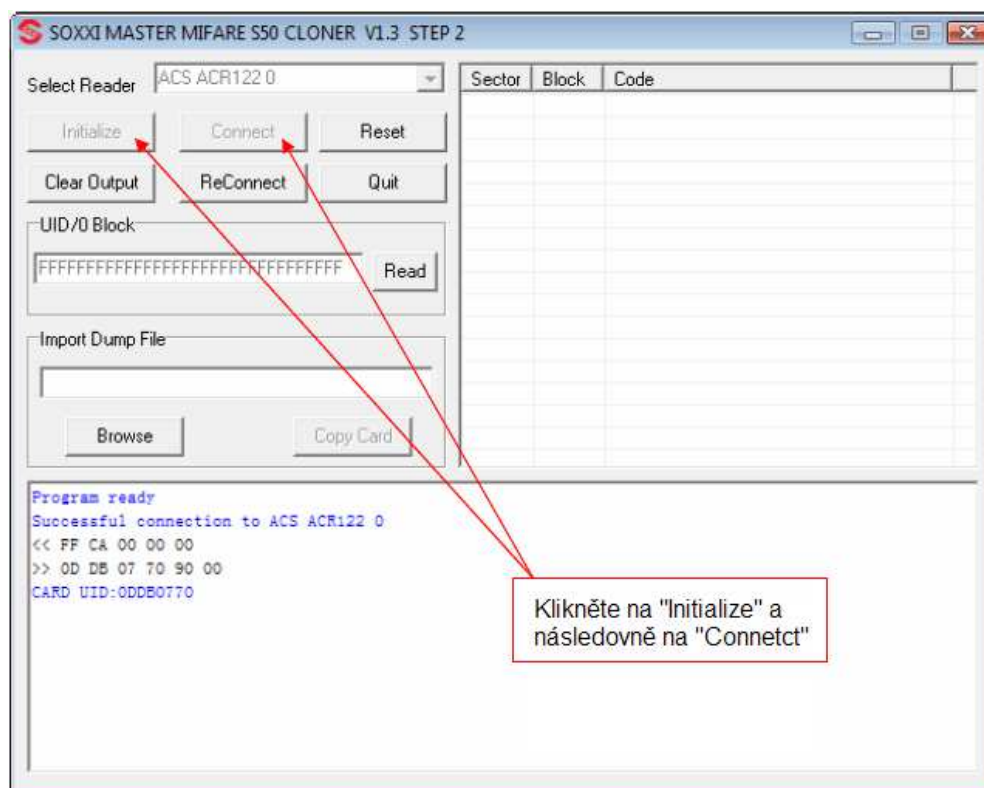 SOXXI MASTER MIFARE S50 CLONER V1.3 STEP 2
Select Reader ACS ACR122 0
Initialize Connect Reset
Clear Output ReConnect Quit
UID/0 Block
FFFFFFFFFFFFFFFFFFFFFFFFFFFFFFFF Read
Import Dump File
Browse Copy Card
Sector Block Code
Program ready
Successful connection to ACS ACR122 0
<< FF CA 00 00 00
>> 0D DB 07 70 90 00
CARD UID:0DDB0770
Klikněte na "Initialize" a
následovně na "Connetct"